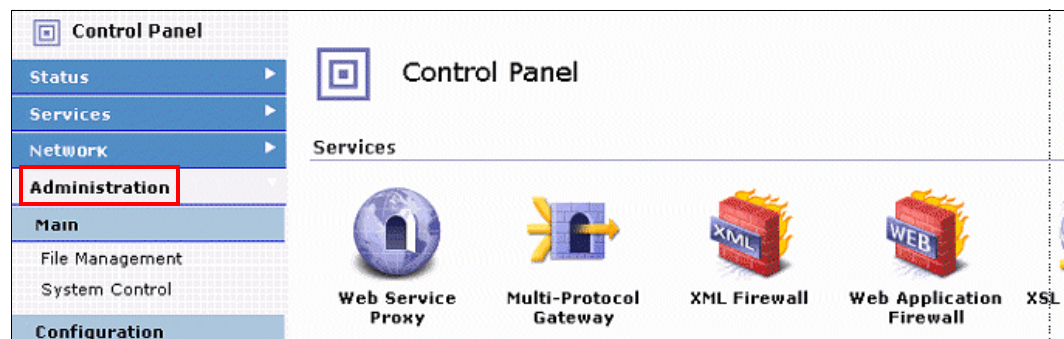 Control Panel
Status
Services
Network
Administration
Main
File Management
System Control
Configuration
Control Panel
Services
XML
WEB
Web Service
Proxy
Multi-Protocol
Gateway
XML Firewall
Web Application
Firewall
XSL